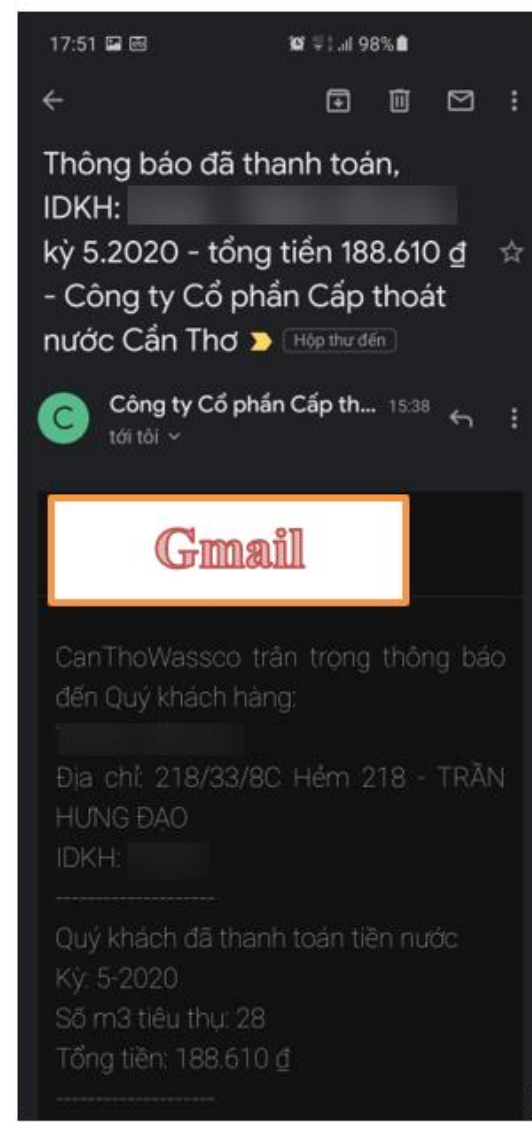 17:51
98%
Thông báo đã thanh toán,
IDKH:
kỳ 5.2020 - tổng tiền 188.610 ₫
- Công ty Cổ phần Cấp thoát
nước Cần Thơ Hộp thư đến
C
Công ty Cổ phần Cấp th... 15:38
tới tôi
Gmail
CanThoWassco trân trọng thông báo
đến Quý khách hàng:
Địa chỉ: 218/33/8C Hẻm 218 - TRẦN
HƯNG ĐẠO
IDKH:
--------------------
Quý khách đã thanh toán tiền nước
Kỳ: 5-2020
Số m3 tiêu thụ: 28
Tổng tiền: 188.610 ₫
--------------------